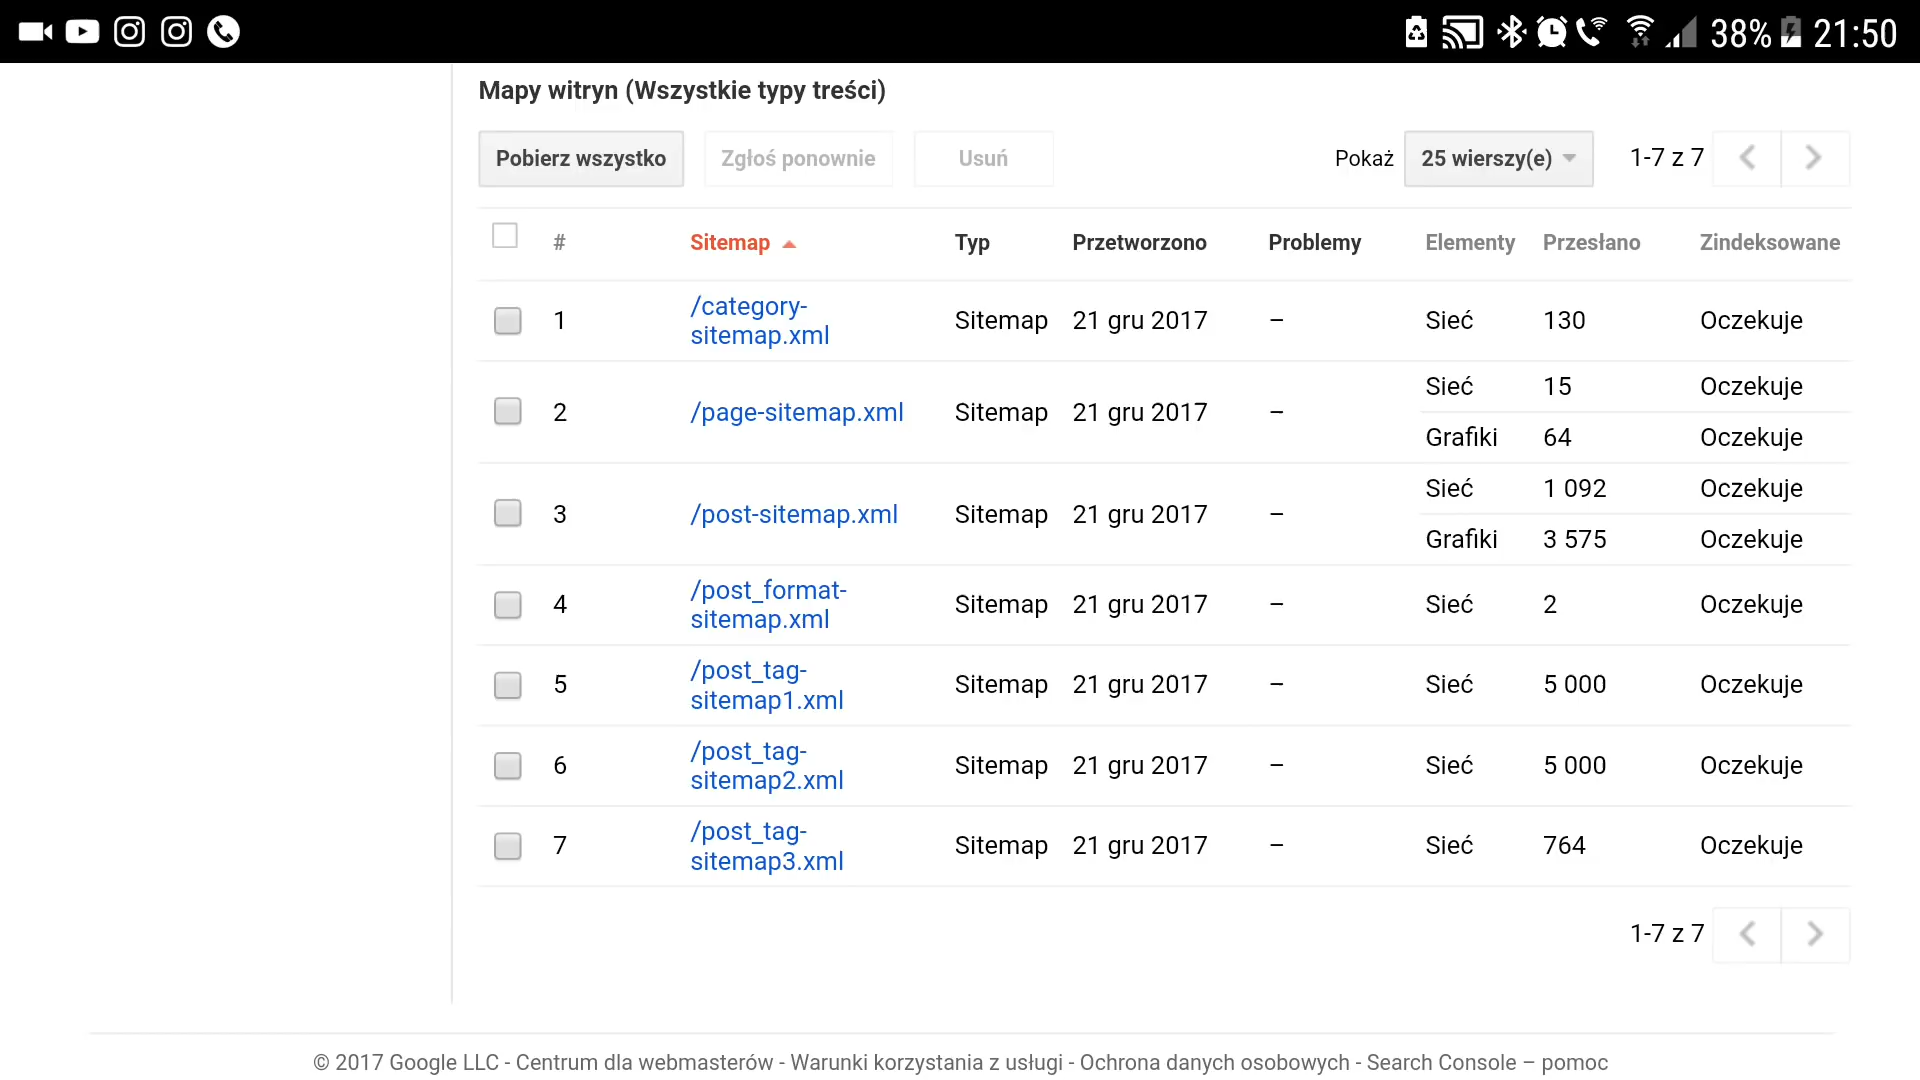 38% 21:50
Mapy witryn (Wszystkie typy treści)
Pobierz wszystko Zgłoś ponownie Usuń Pokaż 25 wierszy(e) 1-7 z 7
# Sitemap Typ Przetworzono Problemy Elementy Przesłano Zindeksowane
1 /category-sitemap.xml Sitemap 21 gru 2017 – Sieć 130 Oczekuje
2 /page-sitemap.xml Sitemap 21 gru 2017 – Sieć 15 Oczekuje
Grafiki 64 Oczekuje
3 /post-sitemap.xml Sitemap 21 gru 2017 – Sieć 1 092 Oczekuje
Grafiki 3 575 Oczekuje
4 /post_format-sitemap.xml Sitemap 21 gru 2017 – Sieć 2 Oczekuje
5 /post_tag-sitemap1.xml Sitemap 21 gru 2017 – Sieć 5 000 Oczekuje
6 /post_tag-sitemap2.xml Sitemap 21 gru 2017 – Sieć 5 000 Oczekuje
7 /post_tag-sitemap3.xml Sitemap 21 gru 2017 – Sieć 764 Oczekuje
1-7 z 7
© 2017 Google LLC - Centrum dla webmasterów - Warunki korzystania z usługi - Ochrona danych osobowych - Search Console – pomoc